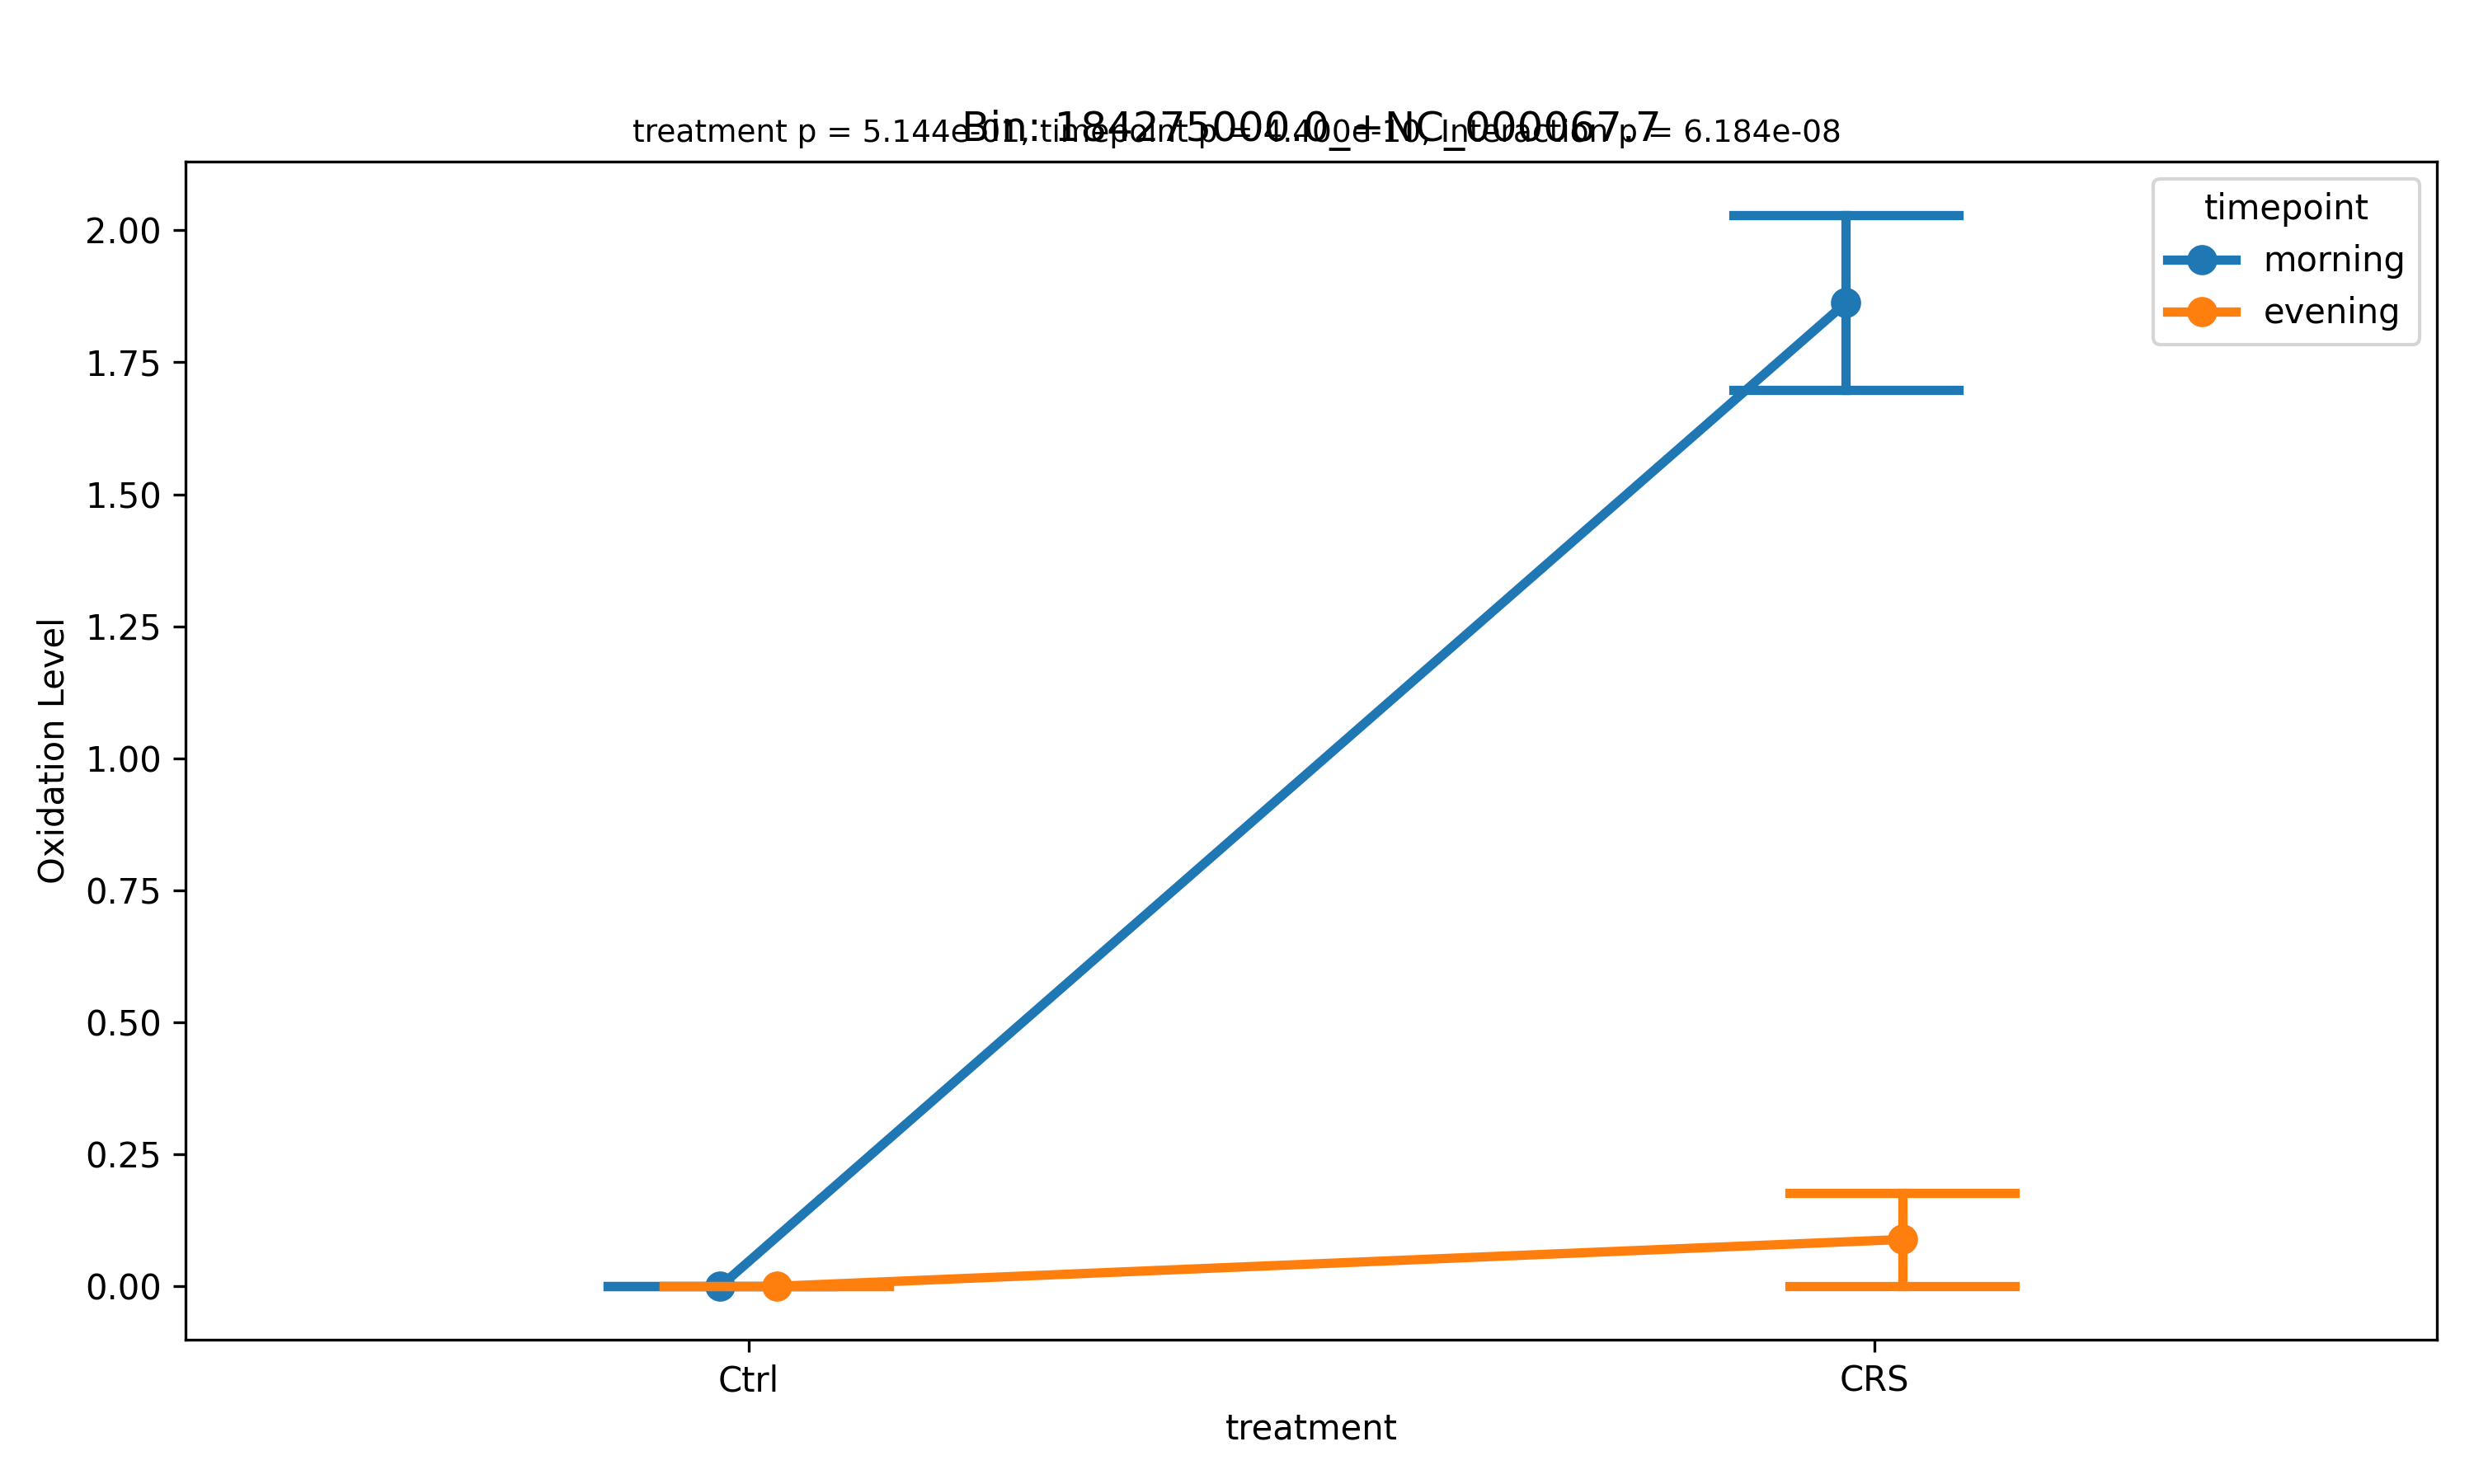 Bin: 184275000.0_+NC_000067.7
treatment p = 5.144e-01, timepoint p = 4.400e-10, Interaction p = 6.184e-08
timepoint
morning
evening
Oxidation Level
2.00
1.75
1.50
1.25
1.00
0.75
0.50
0.25
0.00
Ctrl
CRS
treatment